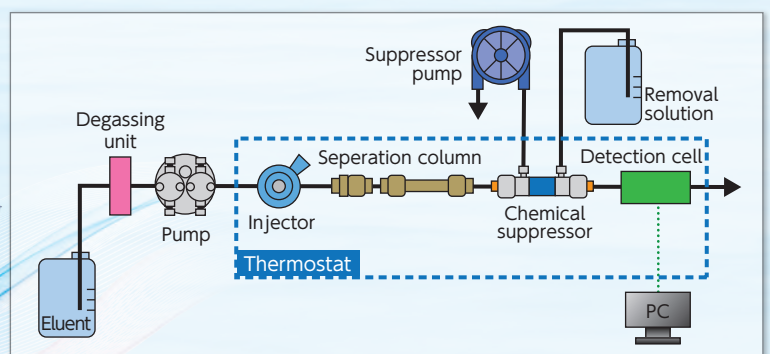 Suppressor
pump
Removal
solution
Degassing
unit
Seperation column
Detection cell
Pump
Injector
Chemical
suppressor
Thermostat
Eluent
PC